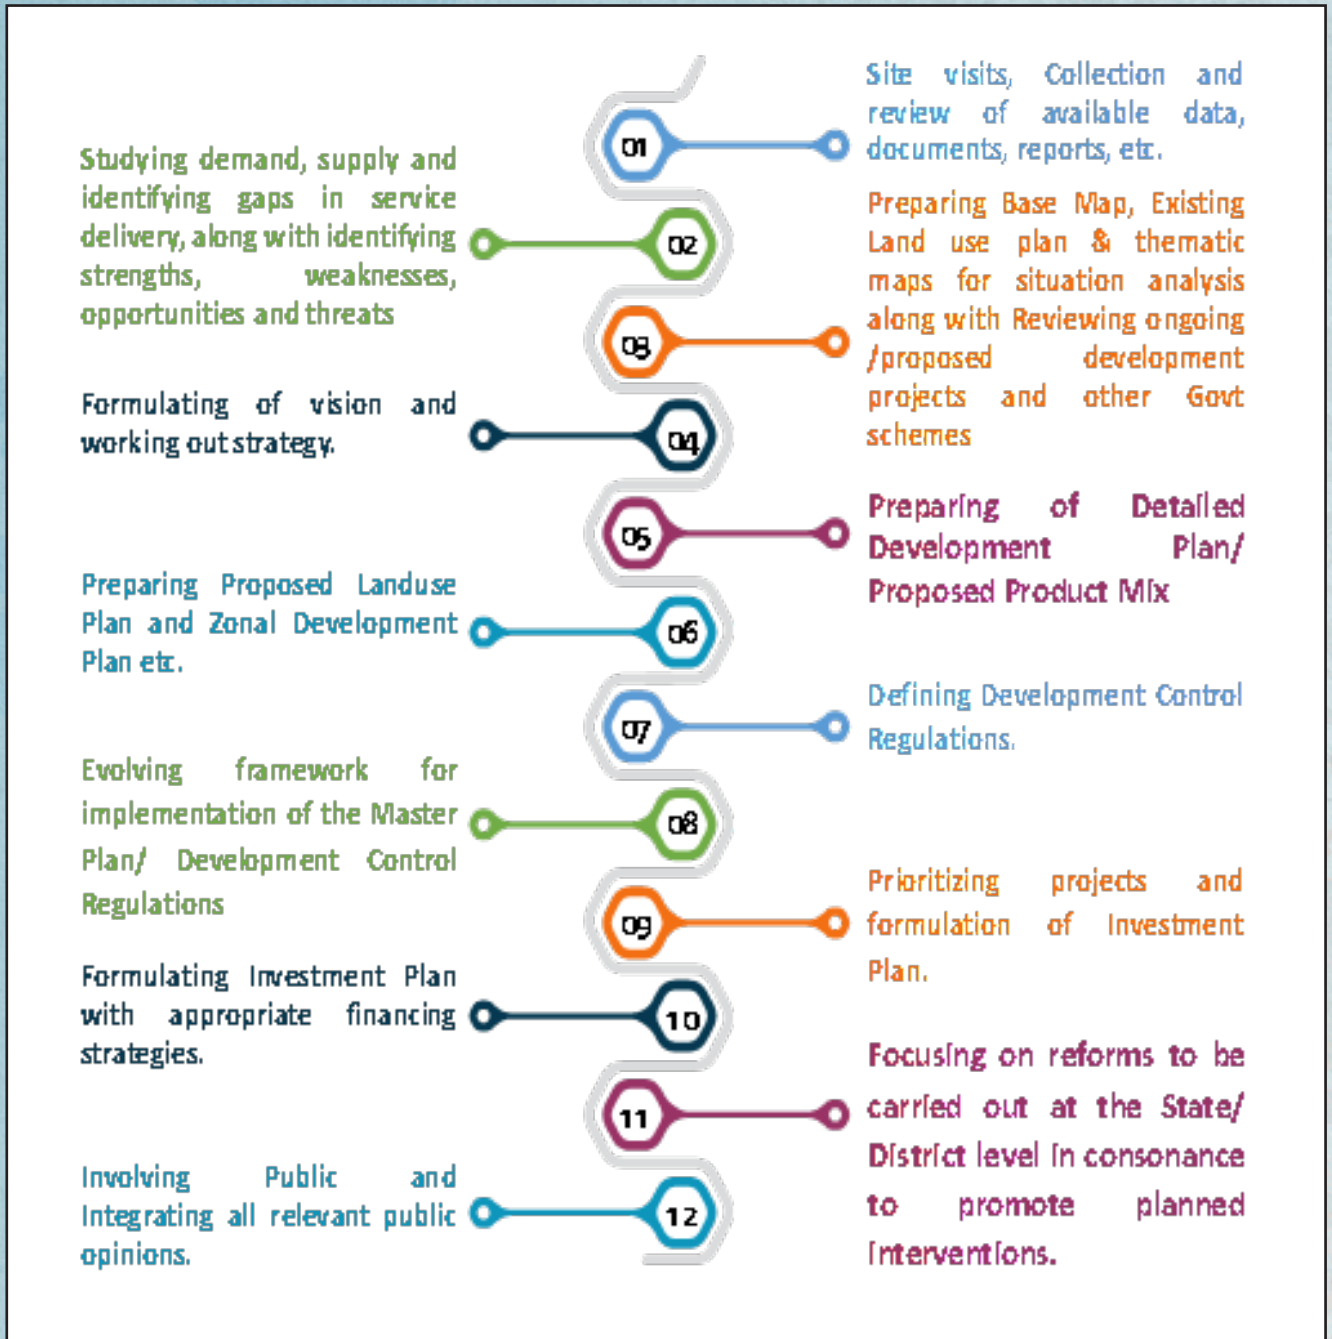 01
Site visits, Collection and
review of available data,
documents, reports, etc.
02
Studying demand, supply and
identifying gaps in service
delivery, along with identifying
strengths, weaknesses,
opportunities and threats
03
Preparing Base Map, Existing
Land use plan & thematic
maps for situation analysis
along with Reviewing ongoing
/proposed development
projects and other Govt
schemes
04
Formulating of vision and
working out strategy.
05
Preparing of Detailed
Development Plan/
Proposed Product Mix
06
Preparing Proposed Landuse
Plan and Zonal Development
Plan etc.
07
Defining Development Control
Regulations.
08
Evolving framework for
implementation of the Master
Plan/ Development Control
Regulations
09
Prioritizing projects and
formulation of Investment
Plan.
10
Formulating Investment Plan
with appropriate financing
strategies.
11
Focusing on reforms to be
carried out at the State/
District level in consonance
to promote planned
interventions.
12
Involving Public and
Integrating all relevant public
opinions.